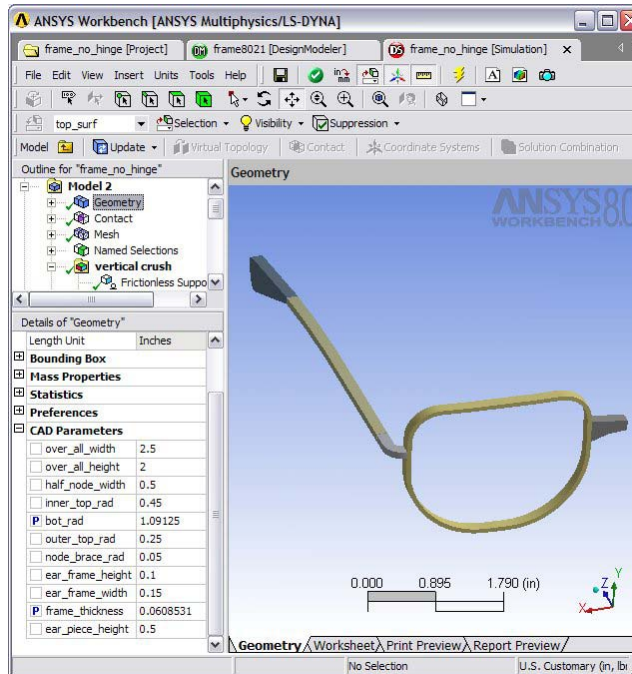 ANSYS Workbench [ANSYS Multiphysics/LS-DYNA]
frame_no_hinge [Project] frame8021 [DesignModeler] frame_no_hinge [Simulation]
File Edit View Insert Units Tools Help
top_surf Selection Visibility Suppression
Model Update Virtual Topology Contact Coordinate Systems Solution Combination
Outline for "frame_no_hinge"
Model 2
Geometry
Contact
Mesh
Named Selections
vertical crush
Frictionless Suppo
Details of "Geometry"
Length Unit Inches
Bounding Box
Mass Properties
Statistics
Preferences
CAD Parameters
over_all_width 2.5
over_all_height 2
half_node_width 0.5
inner_top_rad 0.45
P bot_rad 1.09125
outer_top_rad 0.25
node_brace_rad 0.05
ear_frame_height 0.1
ear_frame_width 0.15
P frame_thickness 0.0608531
ear_piece_height 0.5
Geometry
ANSYS 8.0
WORKBENCH
0.000 0.895 1.790 (in)
Y
Z
X
Geometry Worksheet Print Preview Report Preview
No Selection U.S. Customary (in, lb